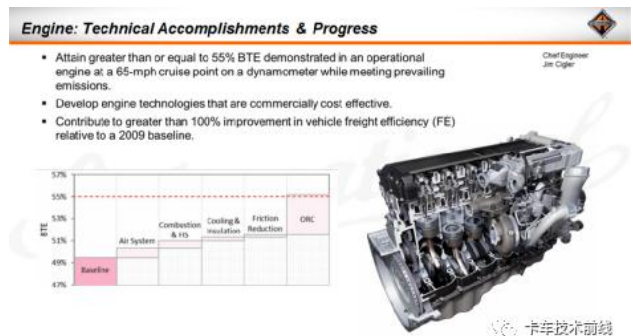 Engine: Technical Accomplishments & Progress
Chief Engineer
Jim Cigler
▪ Attain greater than or equal to 55% BTE demonstrated in an operational
engine at a 65-mph cruise point on a dynamometer while meeting prevailing
emissions.
▪ Develop engine technologies that are commercially cost effective.
▪ Contribute to greater than 100% improvement in vehicle freight efficiency (FE)
relative to a 2009 baseline.
57%
55%
53%
51%
49%
47%
BTE
Baseline
Air System
Combustion
& FIS
Cooling &
Insulation
Friction
Reduction
ORC
卡车技术前线